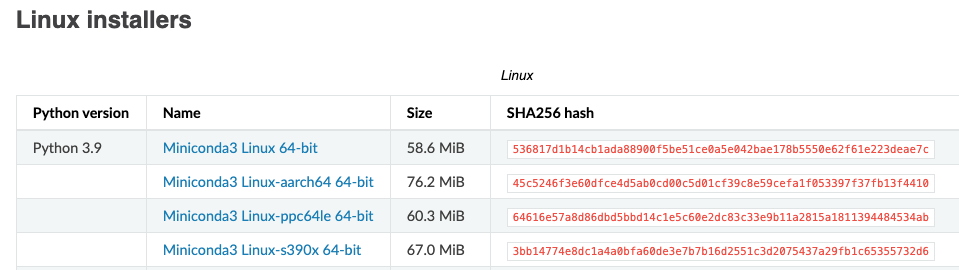 Linux installers
Linux
Python version Name Size SHA256 hash
Python 3.9 Miniconda3 Linux 64-bit 58.6 MiB 536817d1b14cb1ada88900f5be51ce0a5e042bae178b5550e62f61e223deae7c
Miniconda3 Linux-aarch64 64-bit 76.2 MiB 45c5246f3e60dfce4d5ab0cd00c5d01cf39c8e59cefa1f053397f37fb13f4410
Miniconda3 Linux-ppc64le 64-bit 60.3 MiB 64616e57a8d86dbd5bbd14c1e5c60e2dc83c33e9b11a2815a1811394484534ab
Miniconda3 Linux-s390x 64-bit 67.0 MiB 3bb14774e8dc1a4a0bfa60de3e7b7b16d2551c3d2075437a29fb1c65355732d6